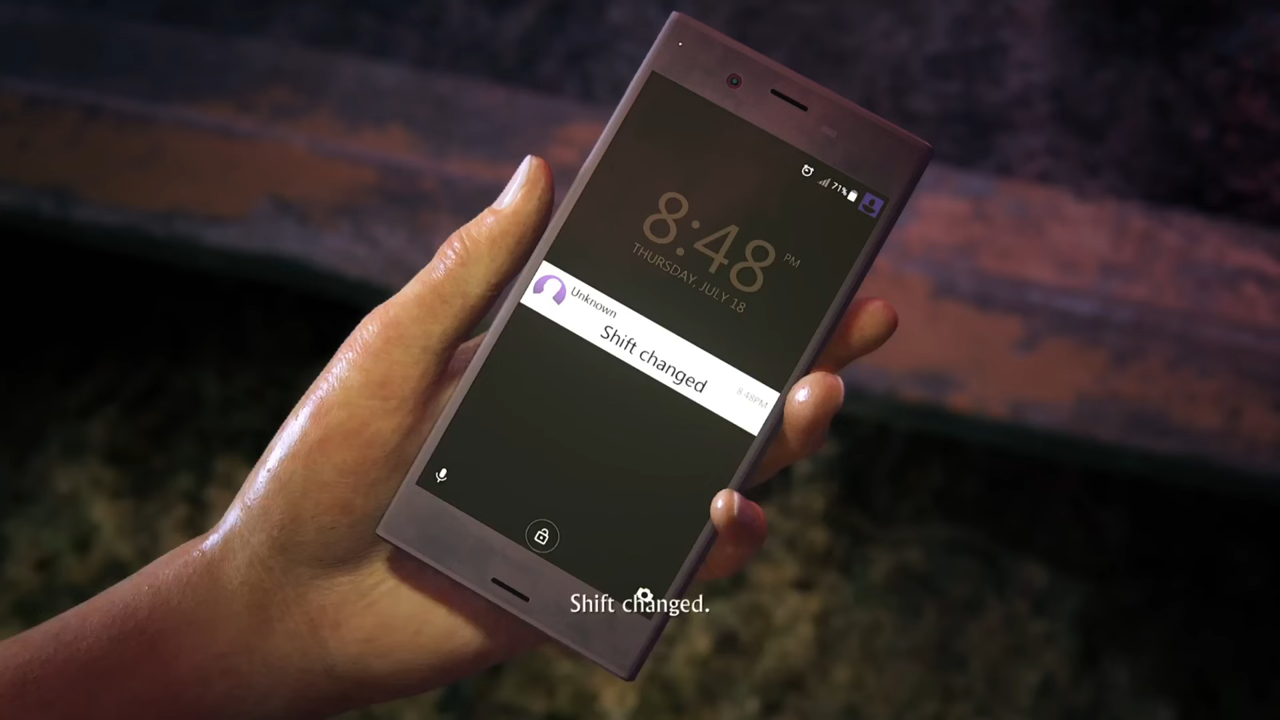 71%
8:48 PM
THURSDAY, JULY 18
Unknown
Shift changed
8:48PM
Shift changed.